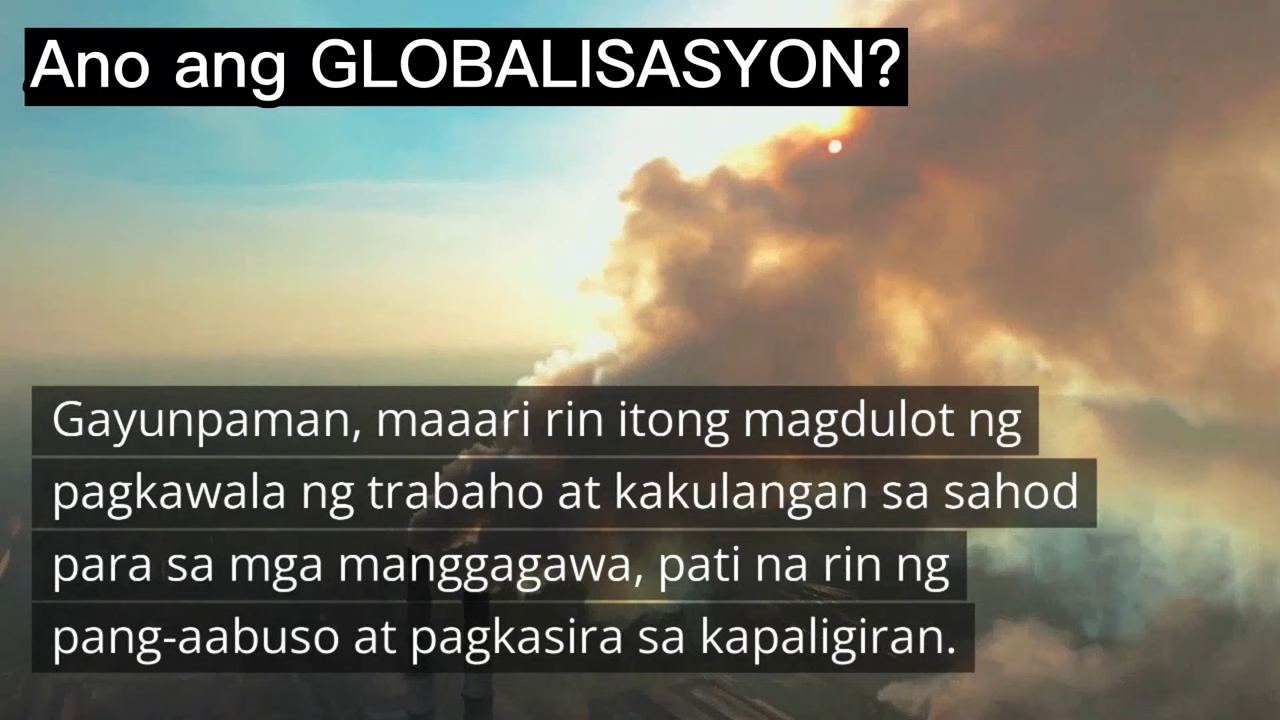 Ano ang GLOBALISASYON?
Gayunpaman, maaari rin itong magdulot ng
pagkawala ng trabaho at kakulangan sa sahod
para sa mga manggagawa, pati na rin ng
pang-aabuso at pagkasira sa kapaligiran.